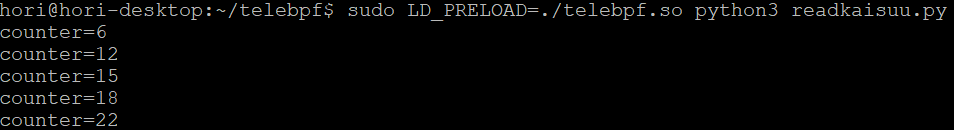 hori@hori-desktop:~/telebpf$ sudo LD_PRELOAD=./telebpf.so python3 readkaisuu.py
counter=6
counter=12
counter=15
counter=18
counter=22